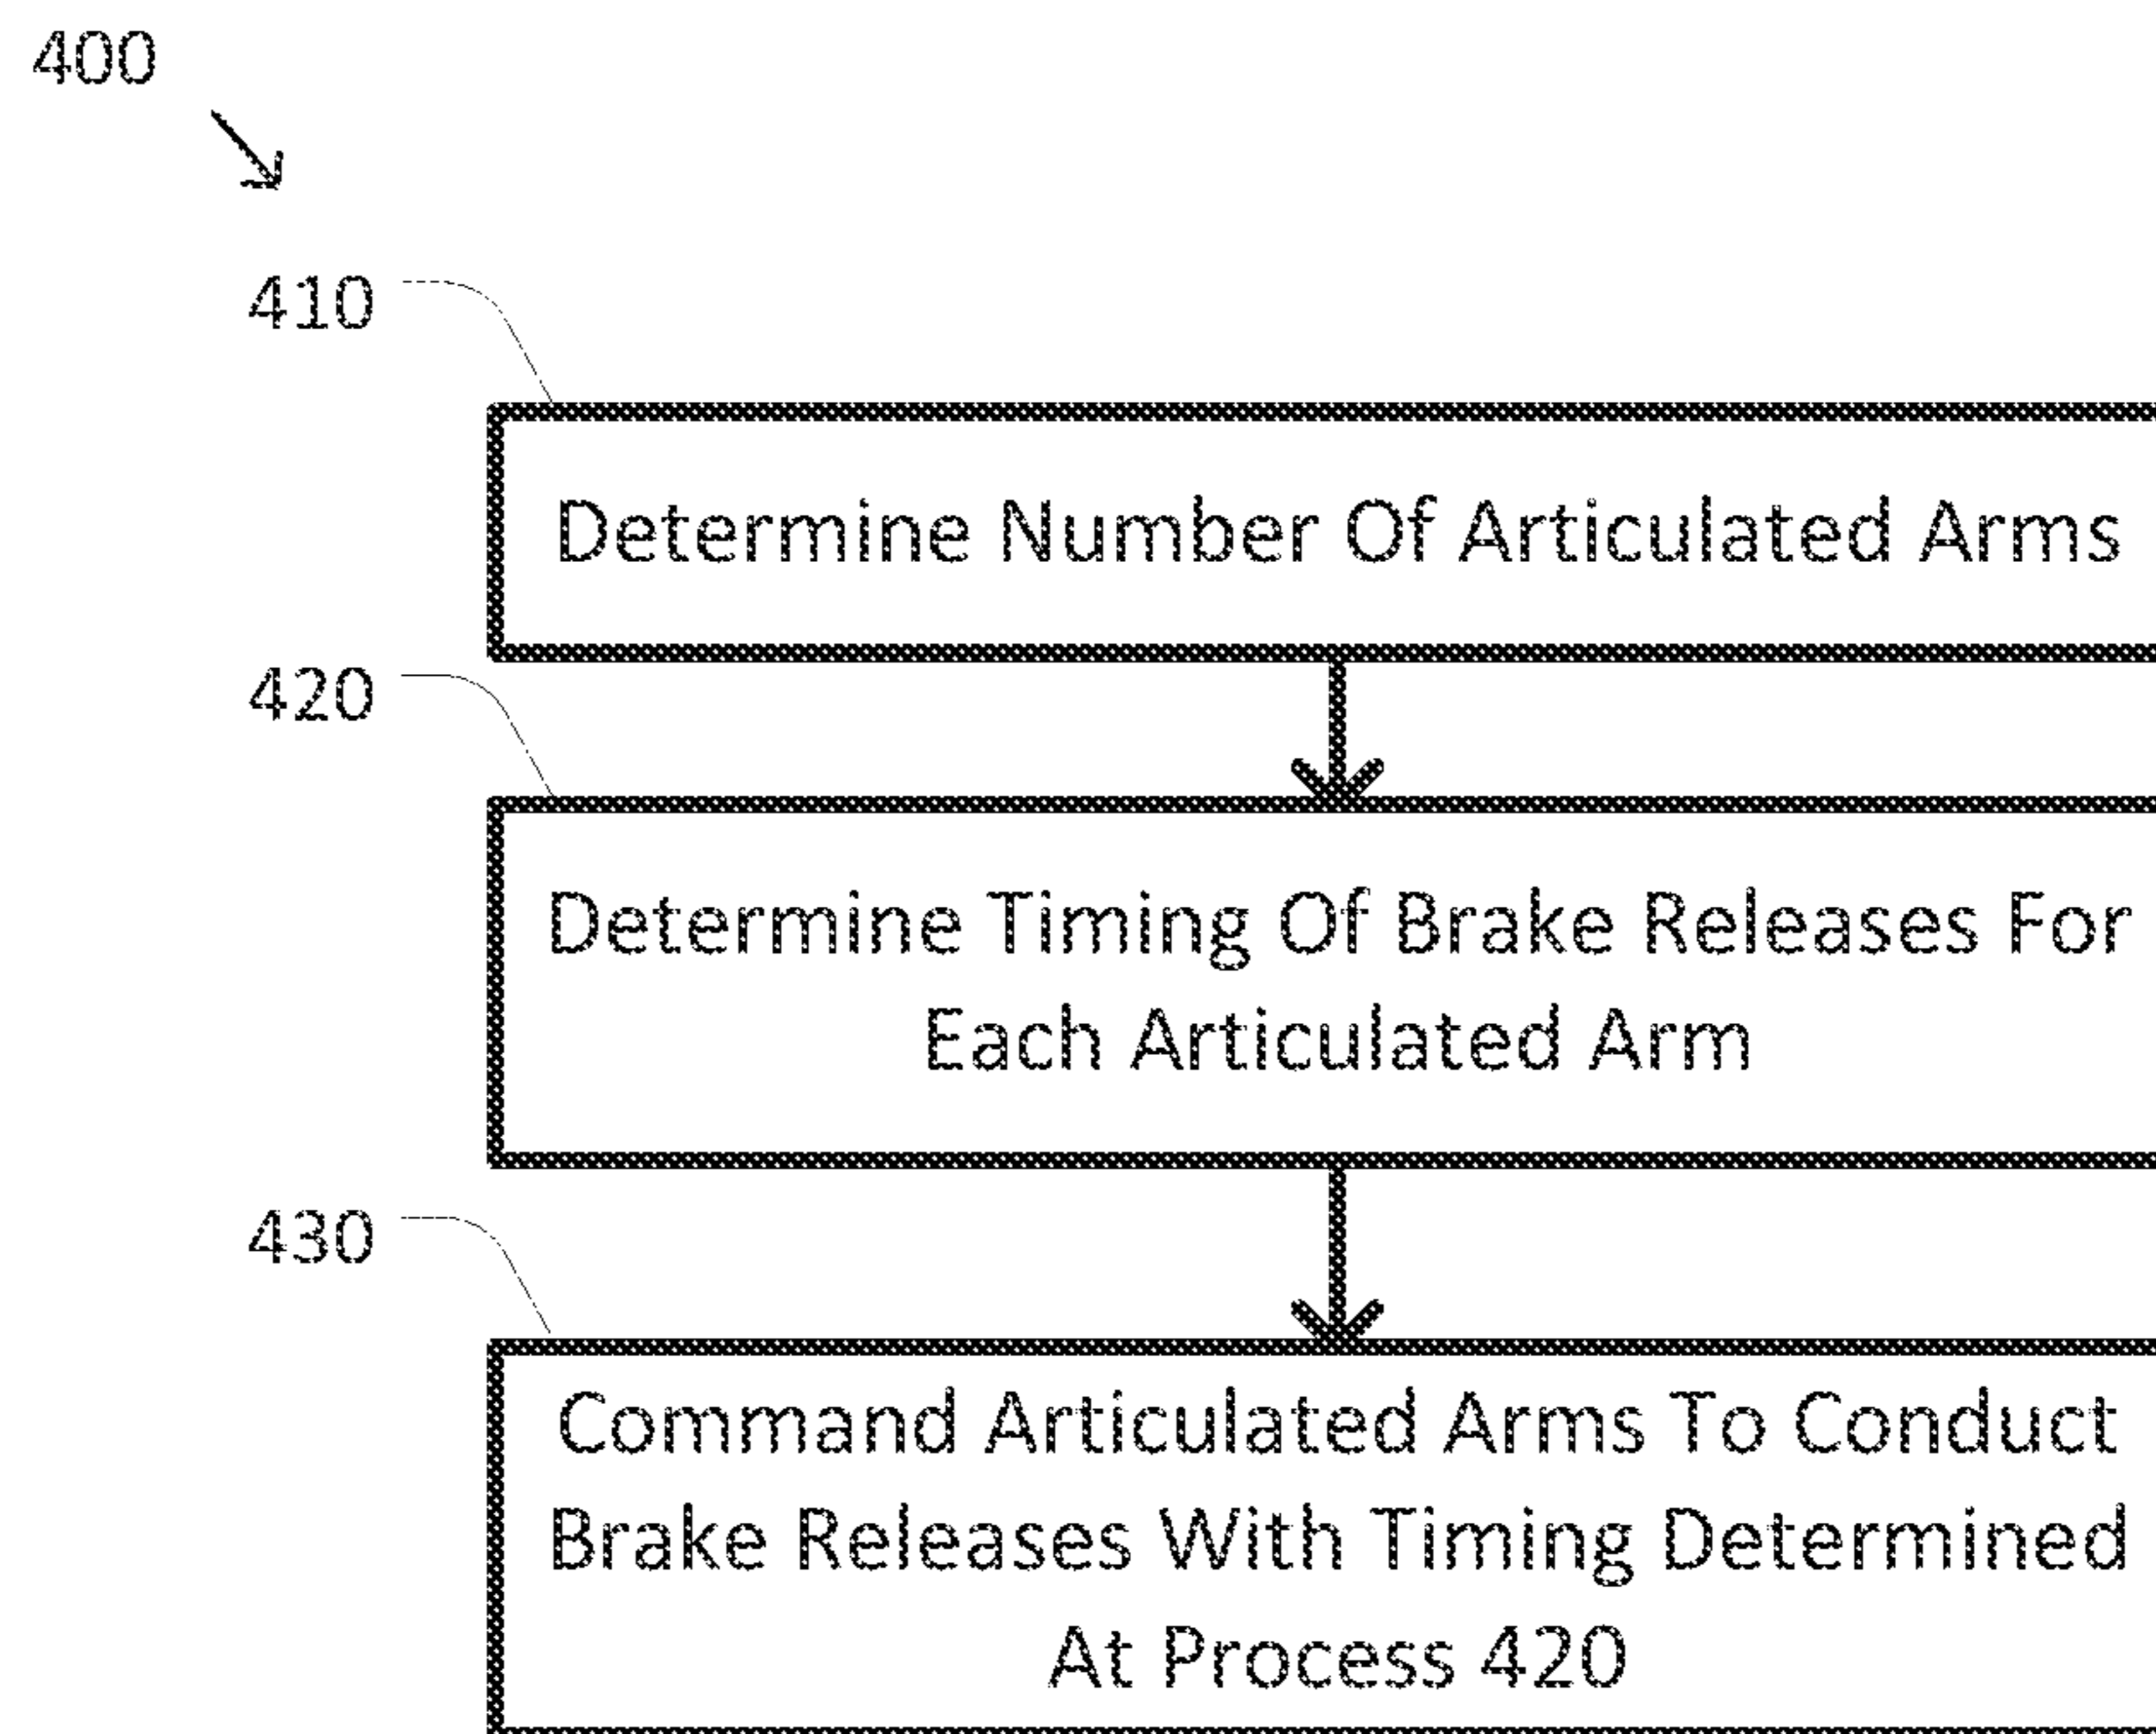 400
410
Determine Number Of Articulated Arms
420
Determine Timing Of Brake Releases For
Each Articulated Arm
430
Command Articulated Arms To Conduct
Brake Releases With Timing Determined
At Process 420